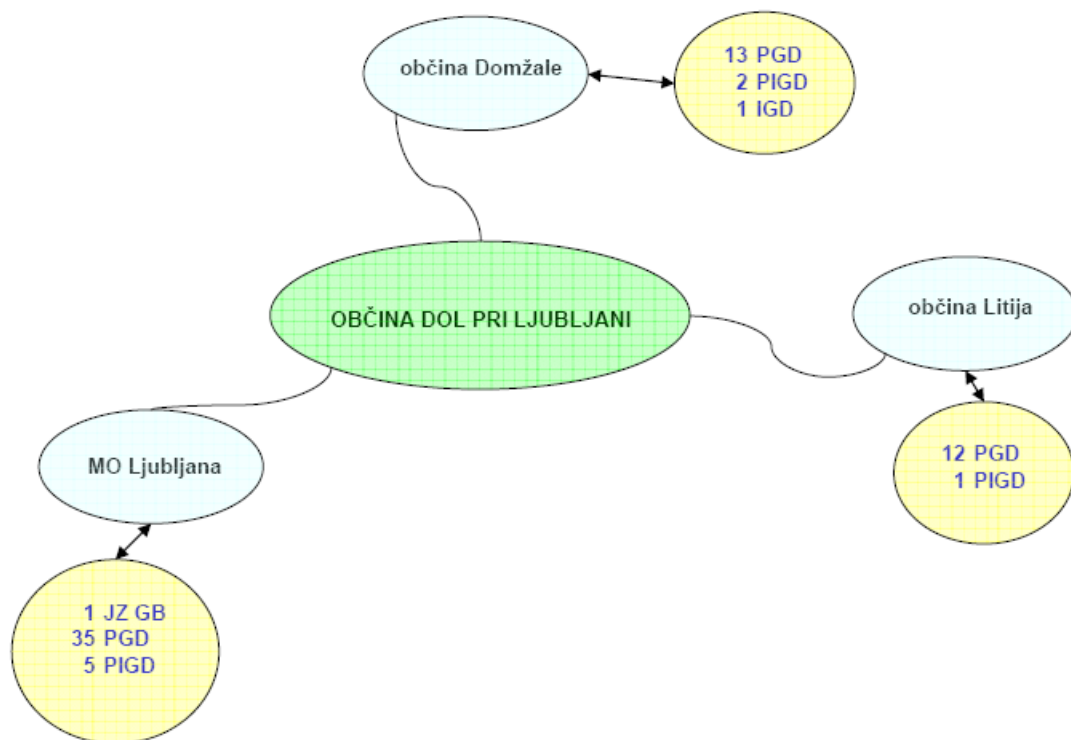 občina Domžale
13 PGD
2 PIGD
1 IGD
OBČINA DOL PRI LJUBLJANI
občina Litija
12 PGD
1 PIGD
MO Ljubljana
1 JZ GB
35 PGD
5 PIGD